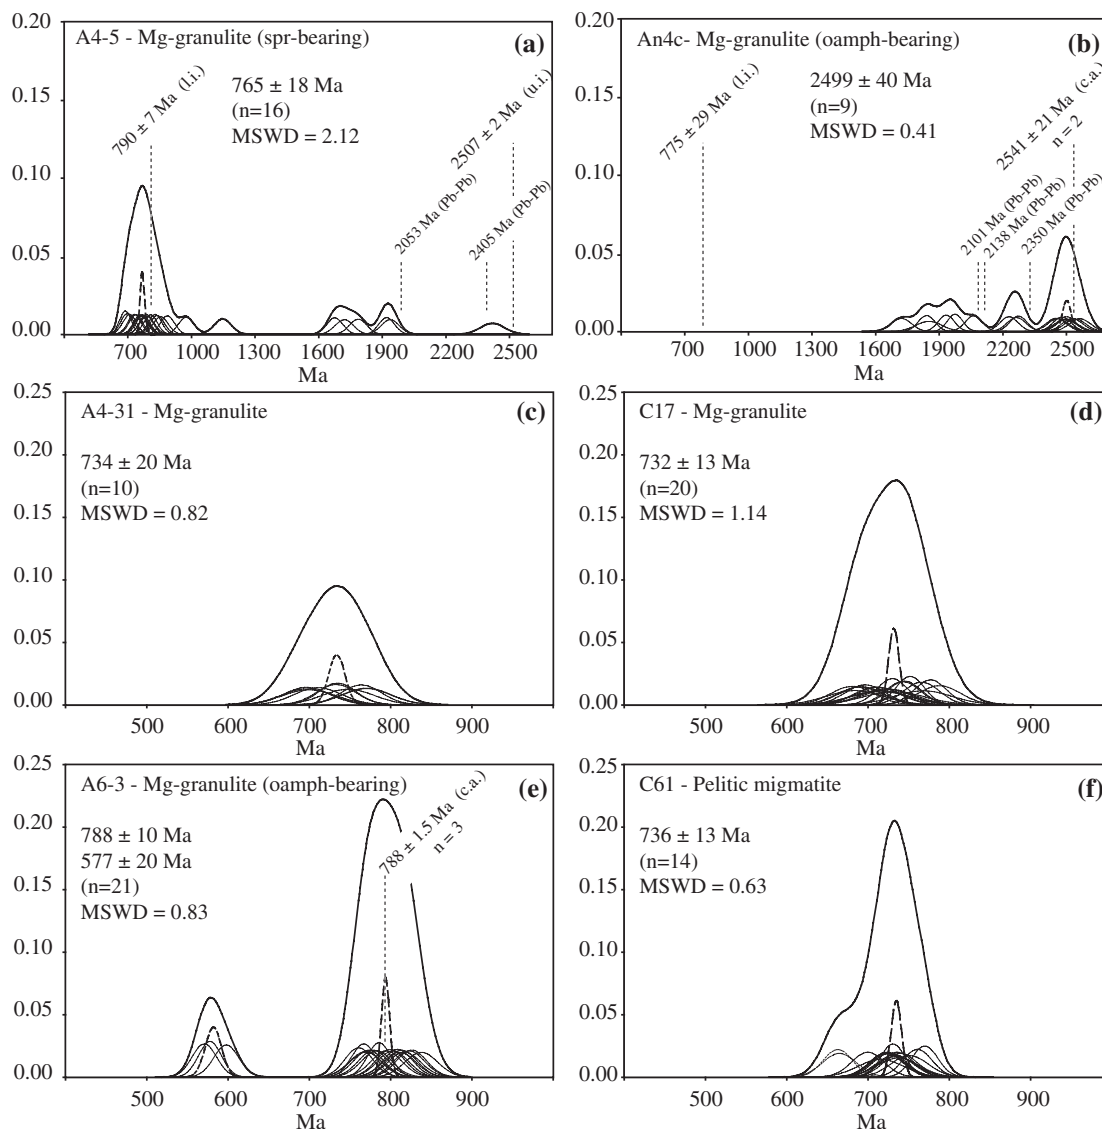 0.20
0.15
0.10
0.05
0.00
A4-5 - Mg-granulite (spr-bearing)
(a)
765 ± 18 Ma
(n=16)
MSWD = 2.12
790 ± 7 Ma (l.i.)
2053 Ma (Pb-Pb)
2405 Ma (Pb-Pb)
2507 ± 2 Ma (u.i.)
700 1000 1300 1600 1900 2200 2500
Ma
0.20
0.15
0.10
0.05
0.00
An4c- Mg-granulite (oamph-bearing)
(b)
2499 ± 40 Ma
(n=9)
MSWD = 0.41
775 ± 29 Ma (l.i.)
2101 Ma (Pb-Pb)
2138 Ma (Pb-Pb)
2350 Ma (Pb-Pb)
2541 ± 21 Ma (c.a.)
n = 2
700 1000 1300 1600 1900 2200 2500
Ma
0.25
0.20
0.15
0.10
0.05
0.00
A4-31 - Mg-granulite
(c)
734 ± 20 Ma
(n=10)
MSWD = 0.82
500 600 700 800 900
Ma
0.25
0.20
0.15
0.10
0.05
0.00
C17 - Mg-granulite
(d)
732 ± 13 Ma
(n=20)
MSWD = 1.14
500 600 700 800 900
Ma
0.25
0.20
0.15
0.10
0.05
0.00
A6-3 - Mg-granulite (oamph-bearing)
(e)
788 ± 10 Ma
577 ± 20 Ma
(n=21)
MSWD = 0.83
788 ± 1.5 Ma (c.a.)
n = 3
500 600 700 800 900
Ma
0.25
0.20
0.15
0.10
0.05
0.00
C61 - Pelitic migmatite
(f)
736 ± 13 Ma
(n=14)
MSWD = 0.63
500 600 700 800 900
Ma